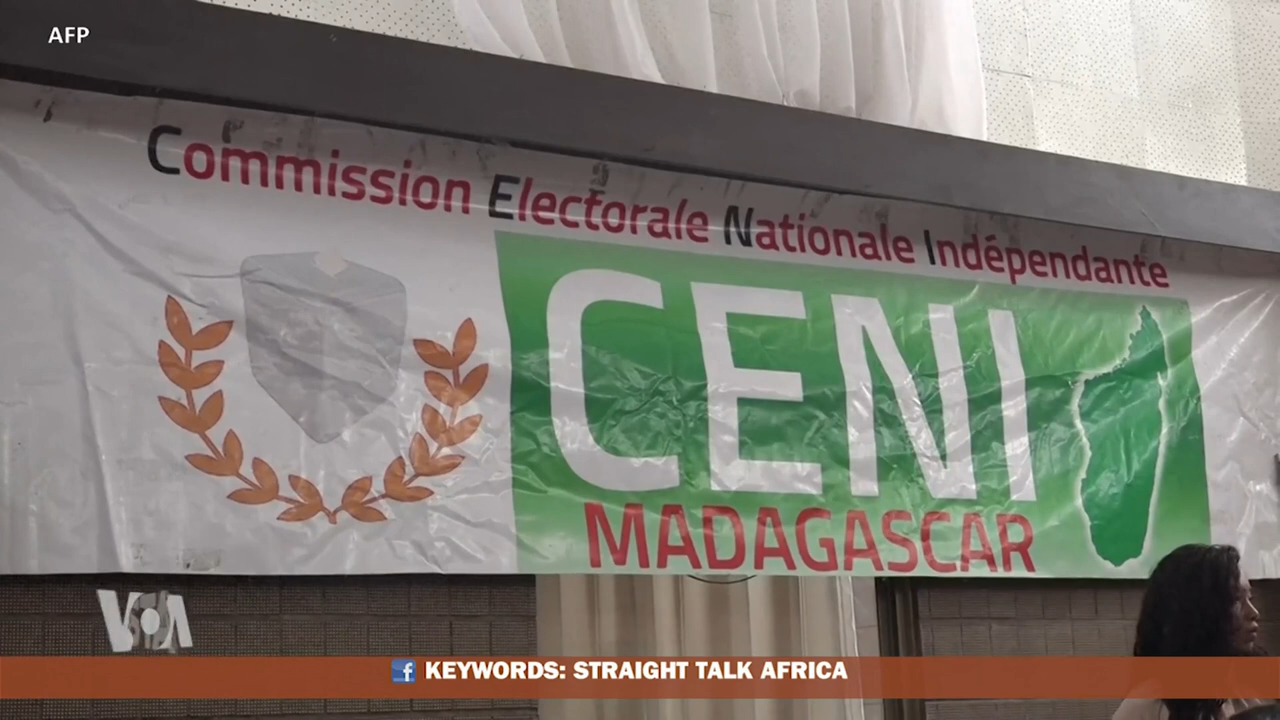 AFP
Commission Electorale Nationale Indépendante
CENI
MADAGASCAR
VOA
KEYWORDS: STRAIGHT TALK AFRICA